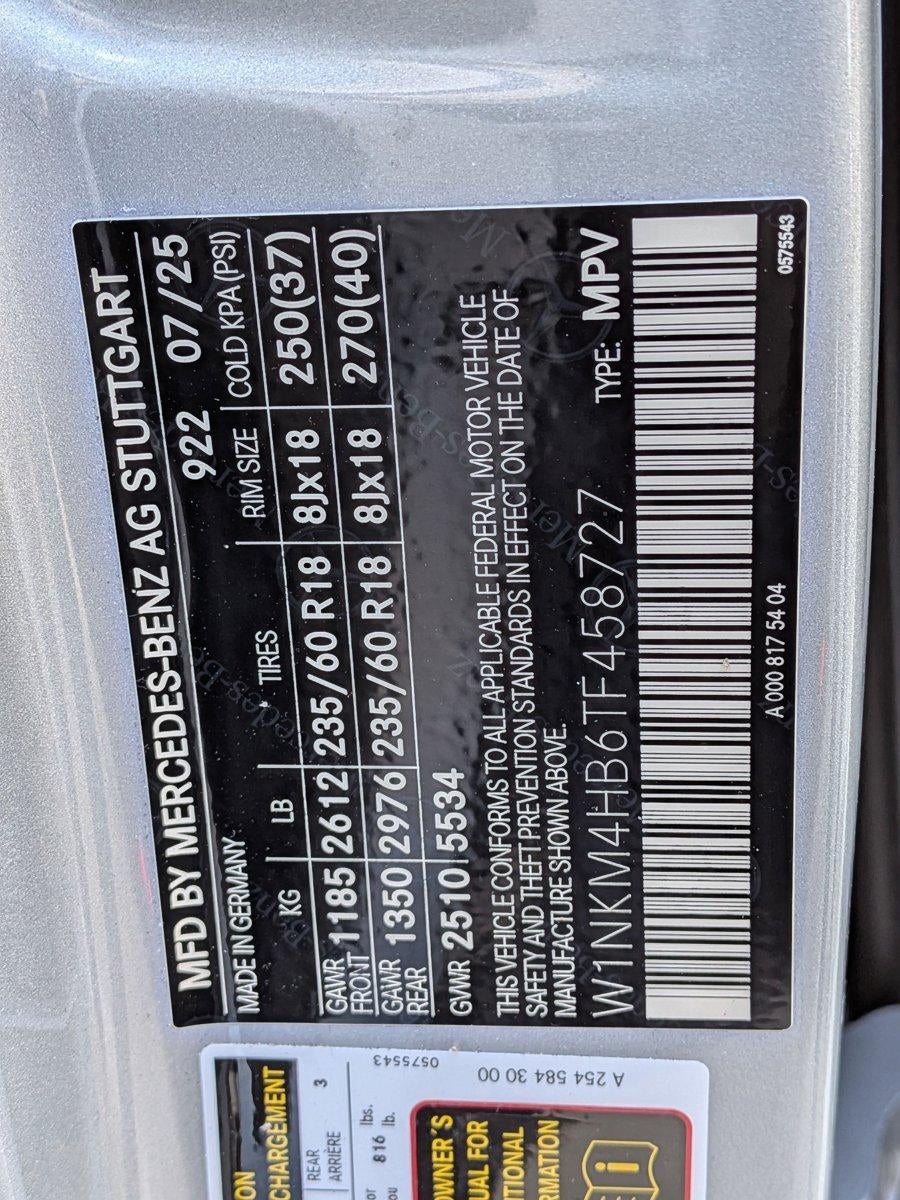 MFD BY MERCEDES-BENZ AG STUTTGART
MADE IN GERMANY 922 07/25
KG LB TIRES RIM SIZE COLD KPA (PSI)
GAWR FRONT 1185 2612 235/60 R18 8Jx18 250(37)
GAWR REAR 1350 2976 235/60 R18 8Jx18 270(40)
GVWR 2510 5534
THIS VEHICLE CONFORMS TO ALL APPLICABLE FEDERAL MOTOR VEHICLE
SAFETY AND THEFT PREVENTION STANDARDS IN EFFECT ON THE DATE OF
MANUFACTURE SHOWN ABOVE.
W1NKM4HB6TF458727 TYPE: MPV
A 000 817 54 04 0575543
A 254 584 30 00 0575543
CHARGEMENT
REAR
ARRIÈRE
3
816
lbs.
lb.
OWNER'S